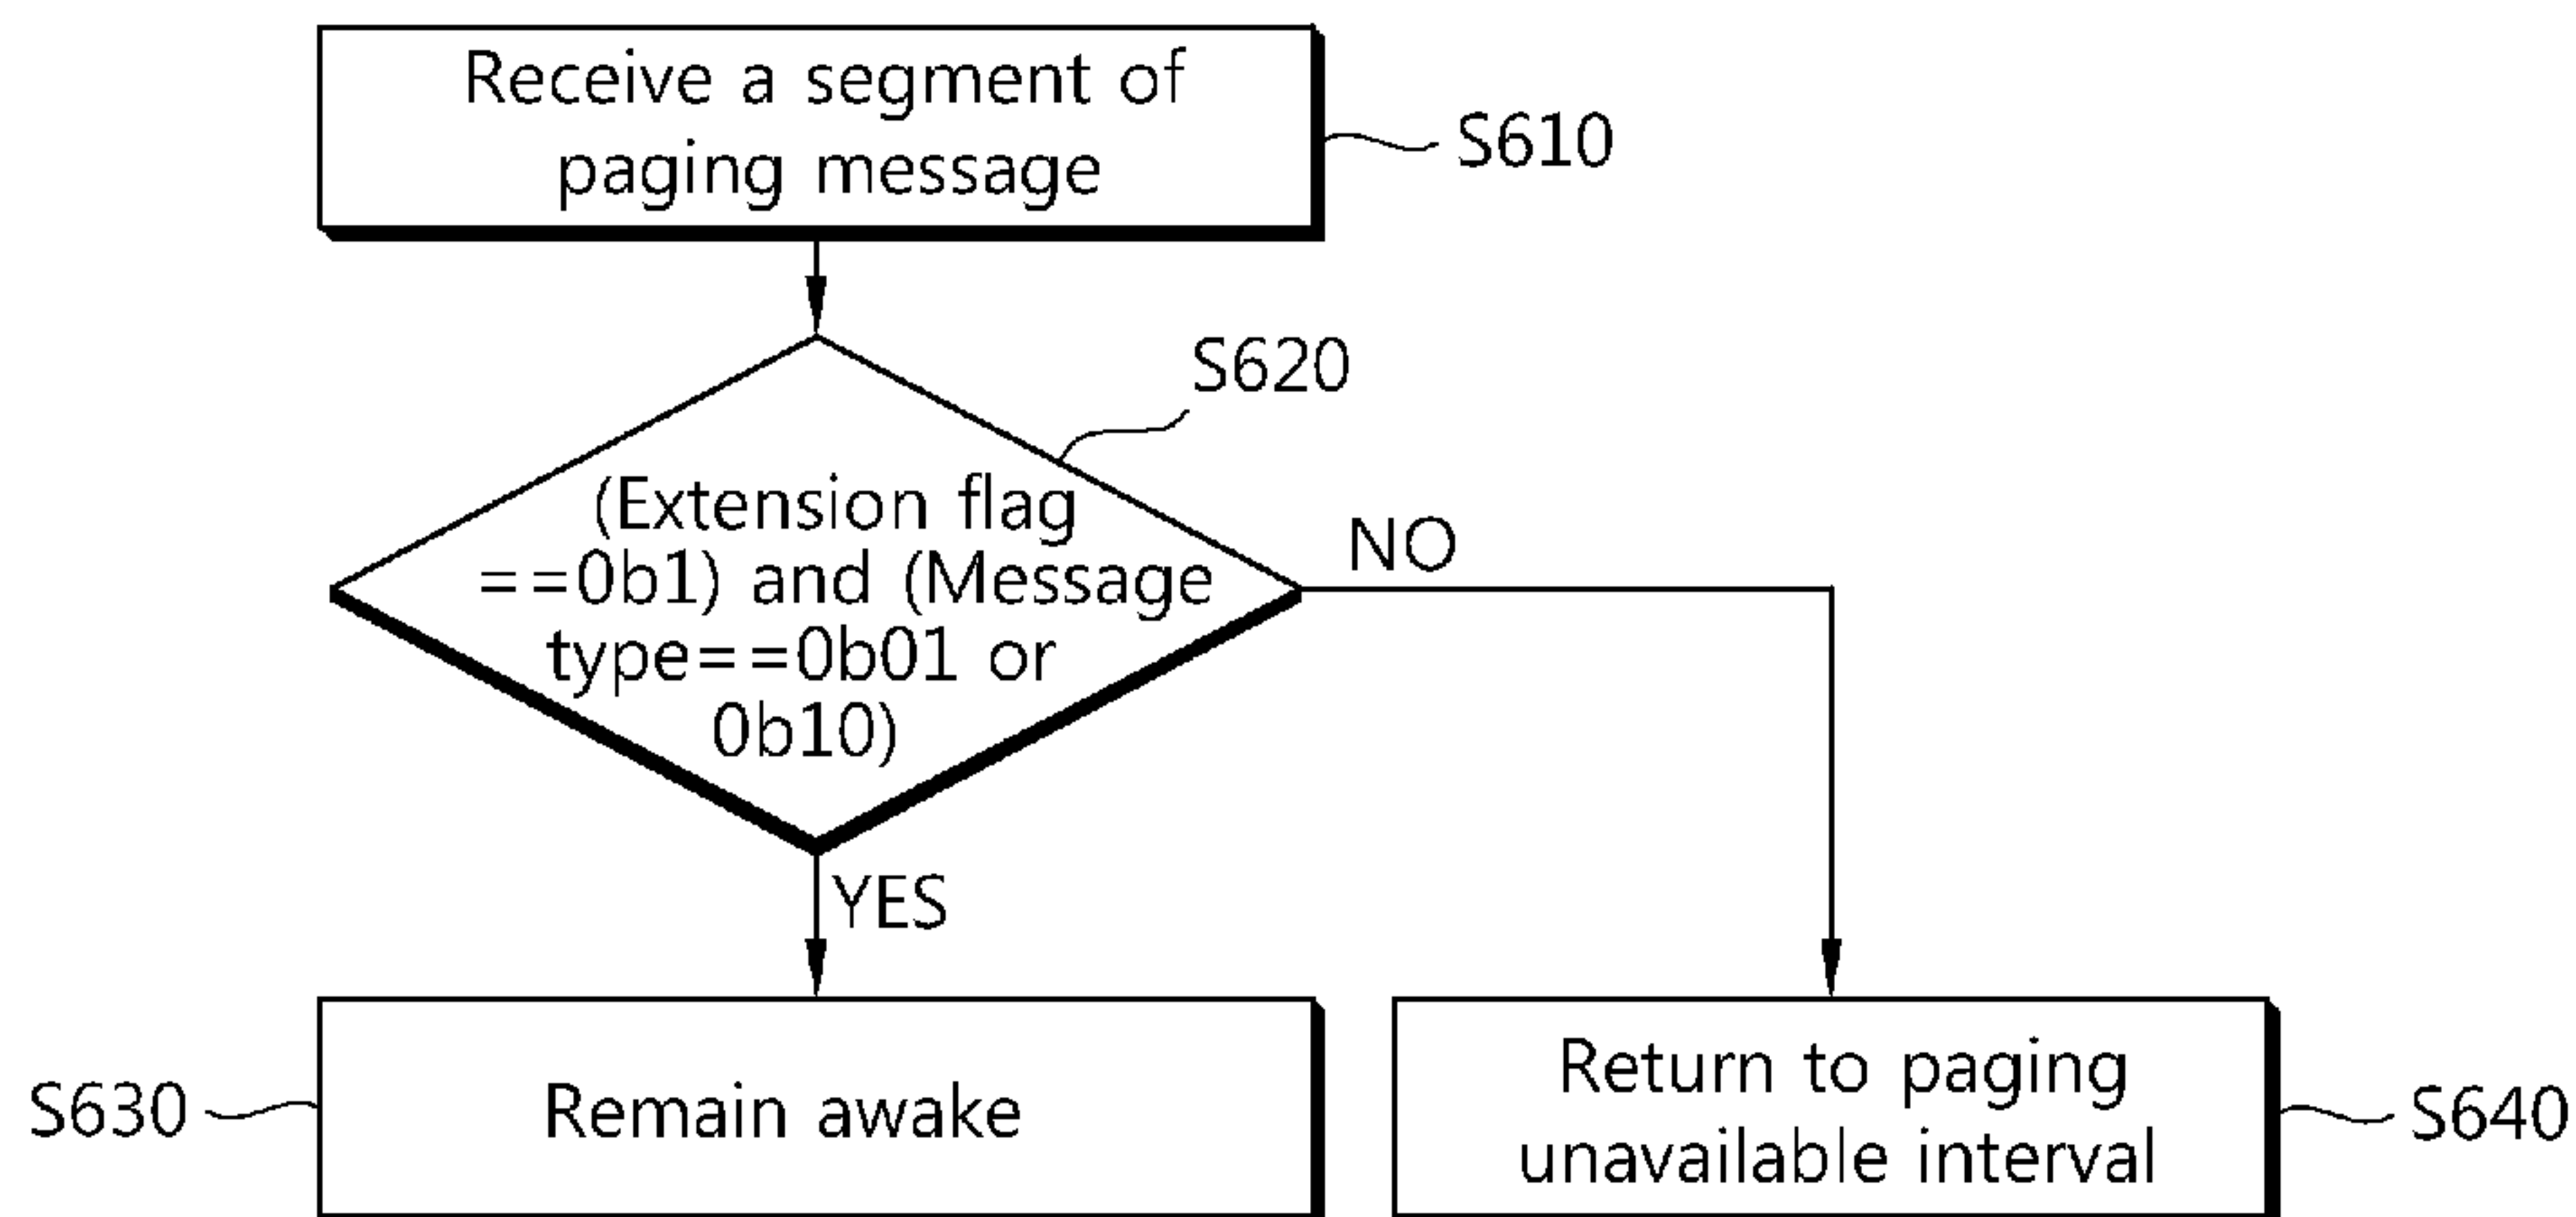 Receive a segment of
paging message
S610
S620
(Extension flag
==0b1) and (Message
type==0b01 or
0b10)
NO
YES
S630
Remain awake
Return to paging
unavailable interval
S640